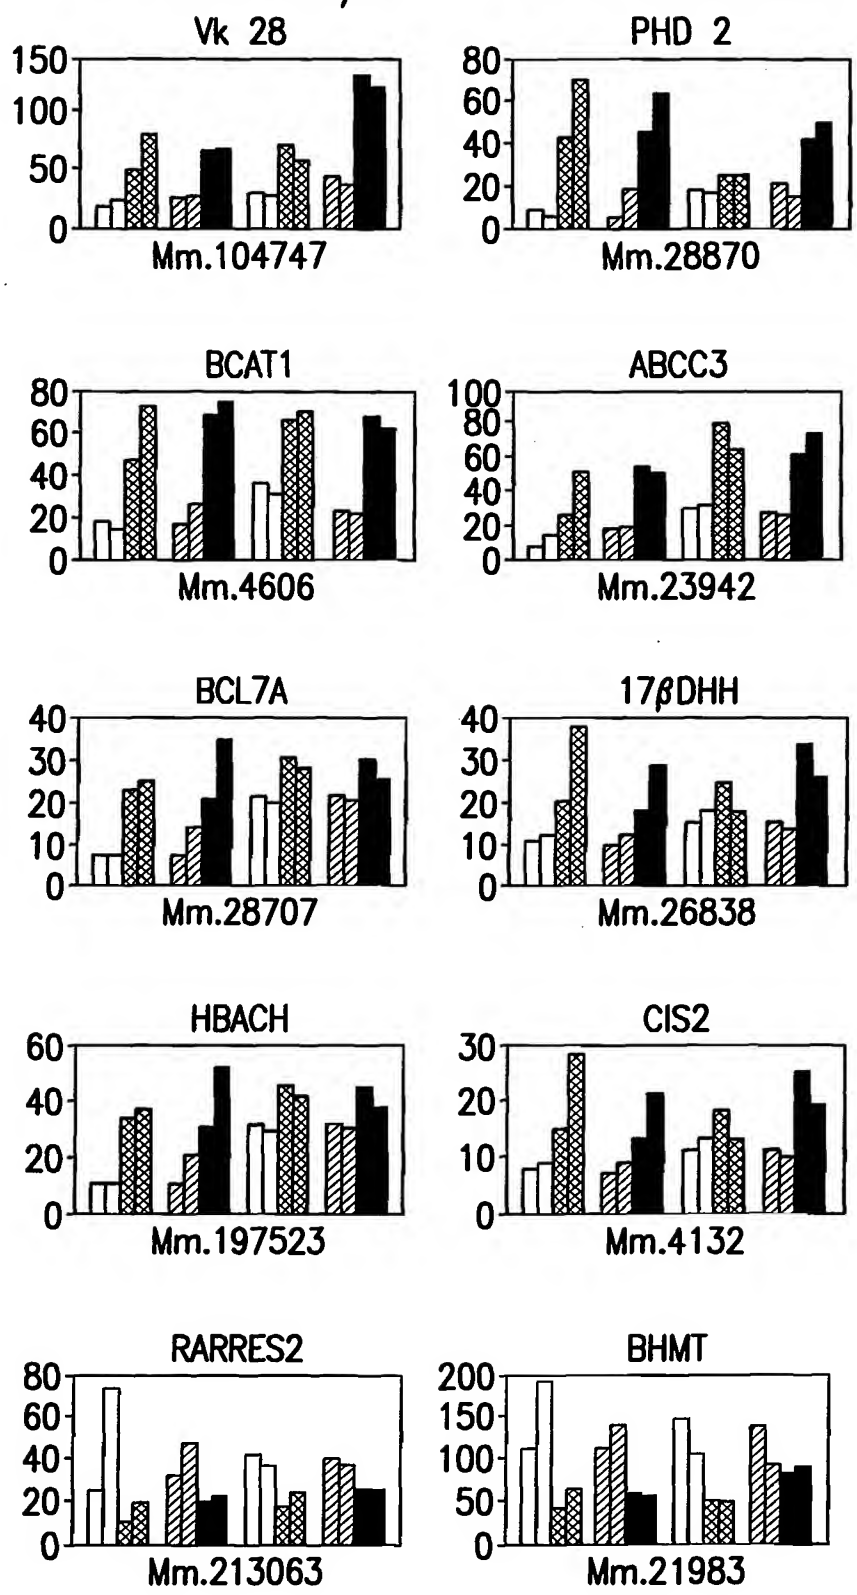 Vk 28
150
100
50
0
Mm.104747
PHD 2
80
60
40
20
0
Mm.28870
BCAT1
80
60
40
20
0
Mm.4606
ABCC3
100
80
60
40
20
0
Mm.23942
BCL7A
40
30
20
10
0
Mm.28707
17βDHH
40
30
20
10
0
Mm.26838
HBACH
60
40
20
0
Mm.197523
CIS2
30
20
10
0
Mm.4132
RARRES2
80
60
40
20
0
Mm.213063
BHMT
200
150
100
50
0
Mm.21983